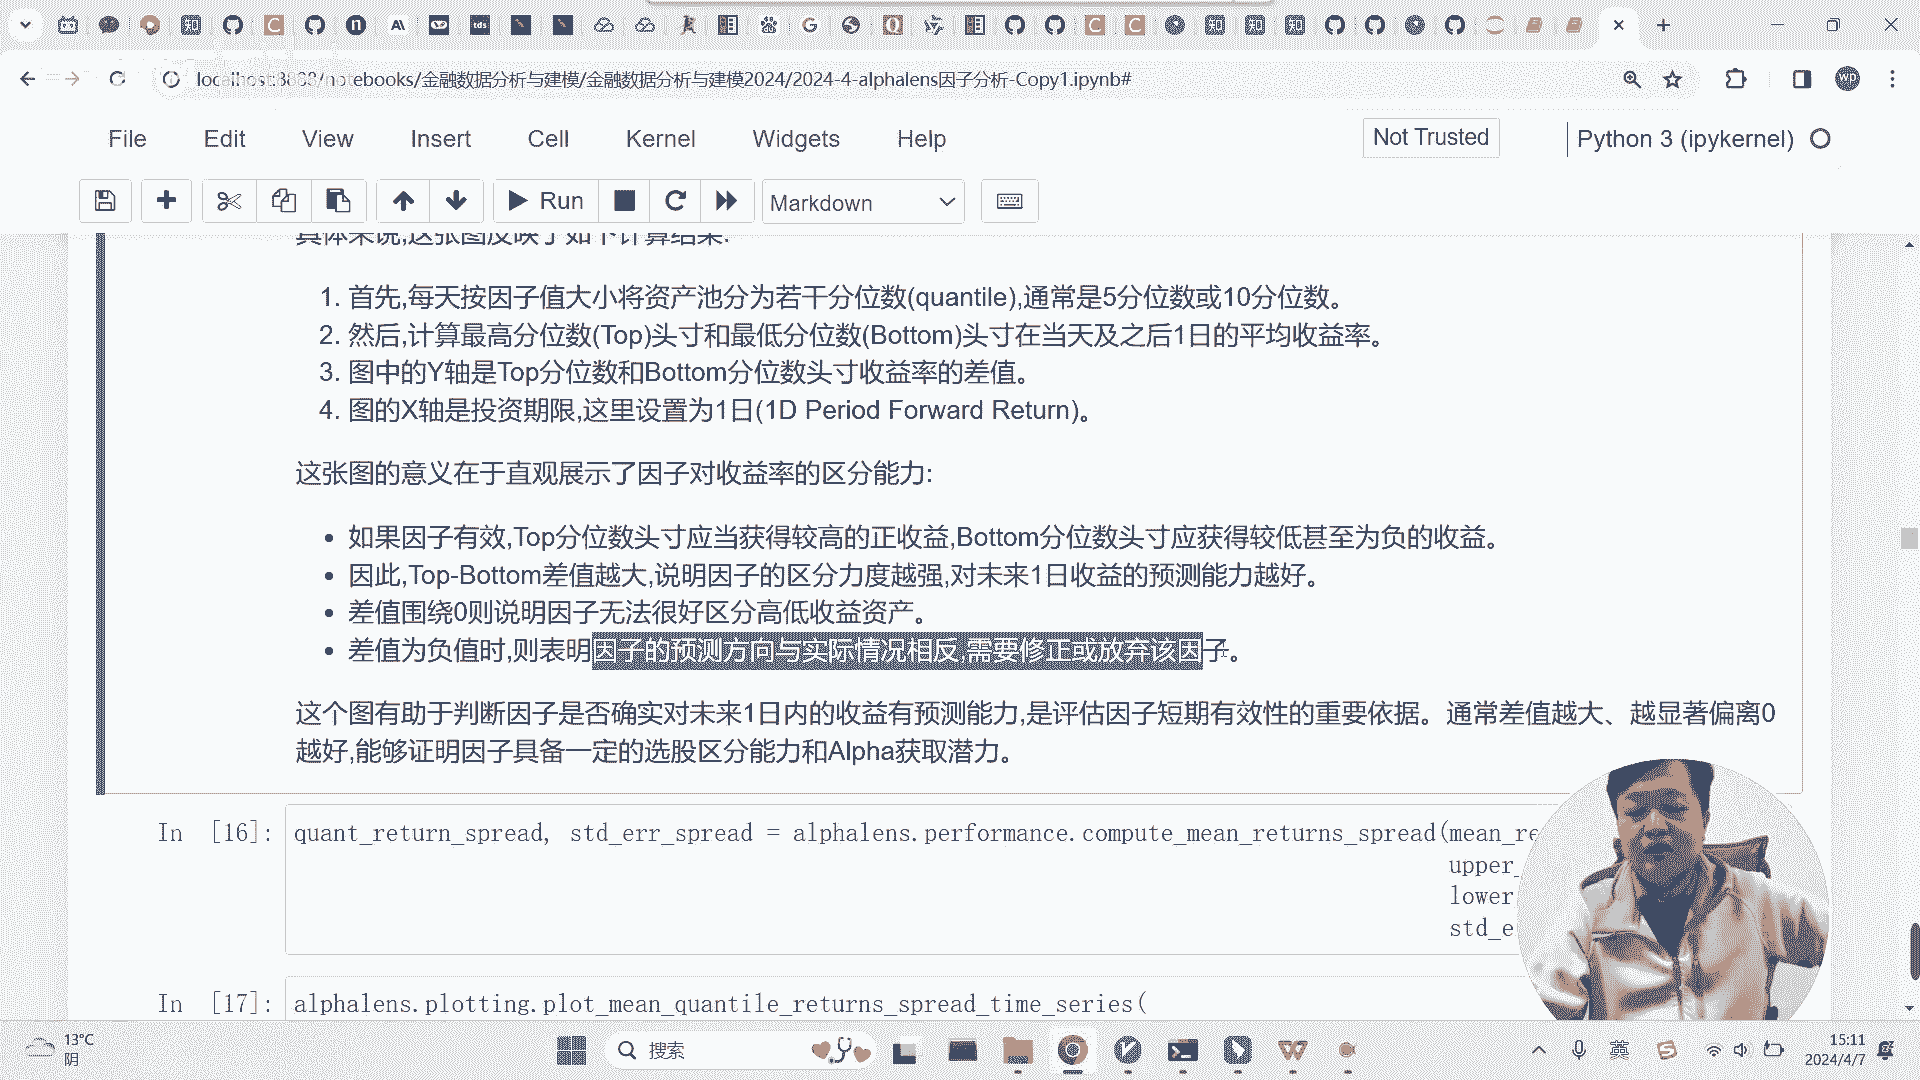 localhost:8888/notebooks/金融数据分析与建模/金融数据分析与建模2024/2024-4-alphalens因子分析-Copy1.ipynb#
File Edit View Insert Cell Kernel Widgets Help Not Trusted Python 3 (ipykernel)
Run Markdown
具体来说,这张图反映了如下计算结果:
1. 首先,每天按因子值大小将资产池分为若干分位数(quantile),通常是5分位数或10分位数。
2. 然后,计算最高分位数(Top)头寸和最低分位数(Bottom)头寸在当天及之后1日的平均收益率。
3. 图中的Y轴是Top分位数和Bottom分位数头寸收益率的差值。
4. 图的X轴是投资期限,这里设置为1日(1D Period Forward Return)。
这张图的意义在于直观展示了因子对收益率的区分能力:
• 如果因子有效,Top分位数头寸应当获得较高的正收益,Bottom分位数头寸应获得较低甚至为负的收益。
• 因此,Top-Bottom差值越大,说明因子的区分力度越强,对未来1日收益的预测能力越好。
• 差值围绕0则说明因子无法很好区分高低收益资产。
• 差值为负值时,则表明因子的预测方向与实际情况相反,需要修正或放弃该因子。
这个图有助于判断因子是否确实对未来1日内的收益有预测能力,是评估因子短期有效性的重要依据。通常差值越大、越显著偏离0
越好,能够证明因子具备一定的选股区分能力和Alpha获取潜力。
In [16]: quant_return_spread, std_err_spread = alphalens.performance.compute_mean_returns_spread(mean_re
upper_
lower
std_e
In [17]: alphalens.plotting.plot_mean_quantile_returns_spread_time_series(
13°C
阴
搜索
英
15:11
2024/4/7